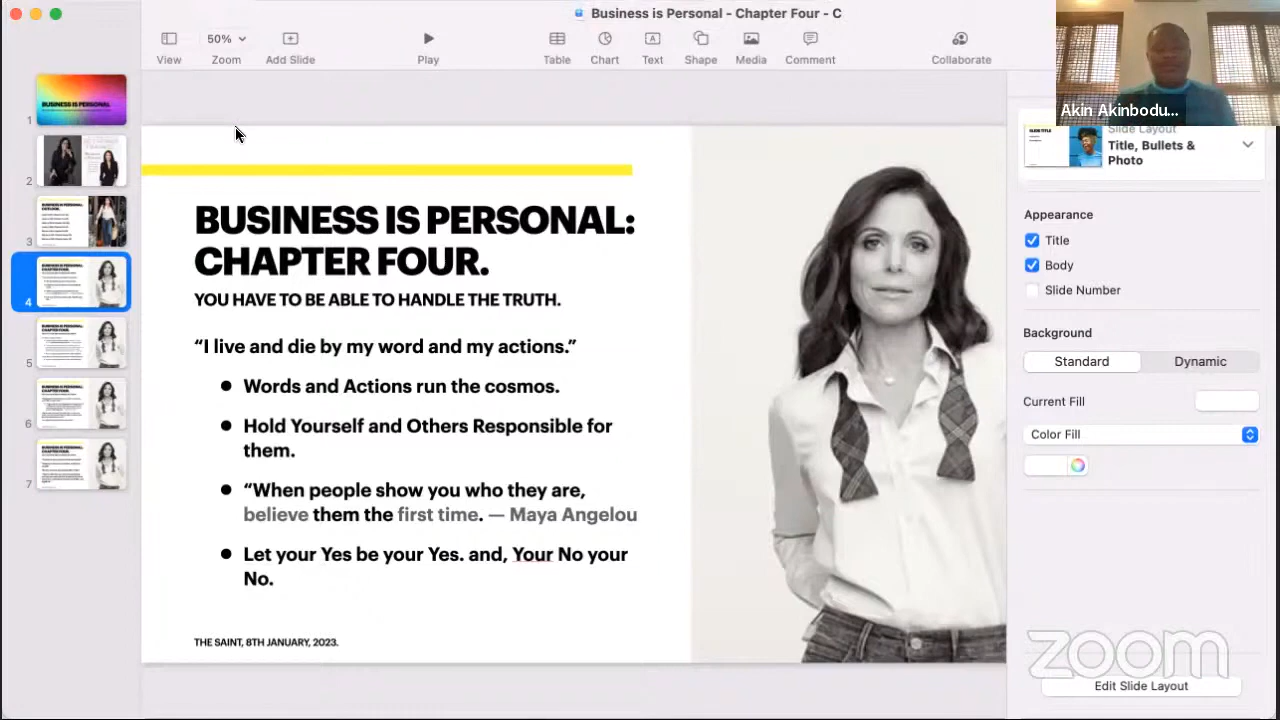 Business is Personal - Chapter Four - C
50%
View
Zoom
Add Slide
Play
Table
Chart
Text
Shape
Media
Comment
Collaborate
Akin Akinbodu...
1
BUSINESS IS PERSONAL
2
3
4
5
6
7
BUSINESS IS PERSONAL:
CHAPTER FOUR.
YOU HAVE TO BE ABLE TO HANDLE THE TRUTH.
“I live and die by my word and my actions.”
● Words and Actions run the cosmos.
● Hold Yourself and Others Responsible for
them.
● “When people show you who they are,
believe them the first time. — Maya Angelou
● Let your Yes be your Yes. and, Your No your
No.
THE SAINT, 8TH JANUARY, 2023.
SLIDE TITLE
Slide Layout
Title, Bullets &
Photo
Appearance
Title
Body
Slide Number
Background
Standard
Dynamic
Current Fill
Color Fill
zoom
Edit Slide Layout